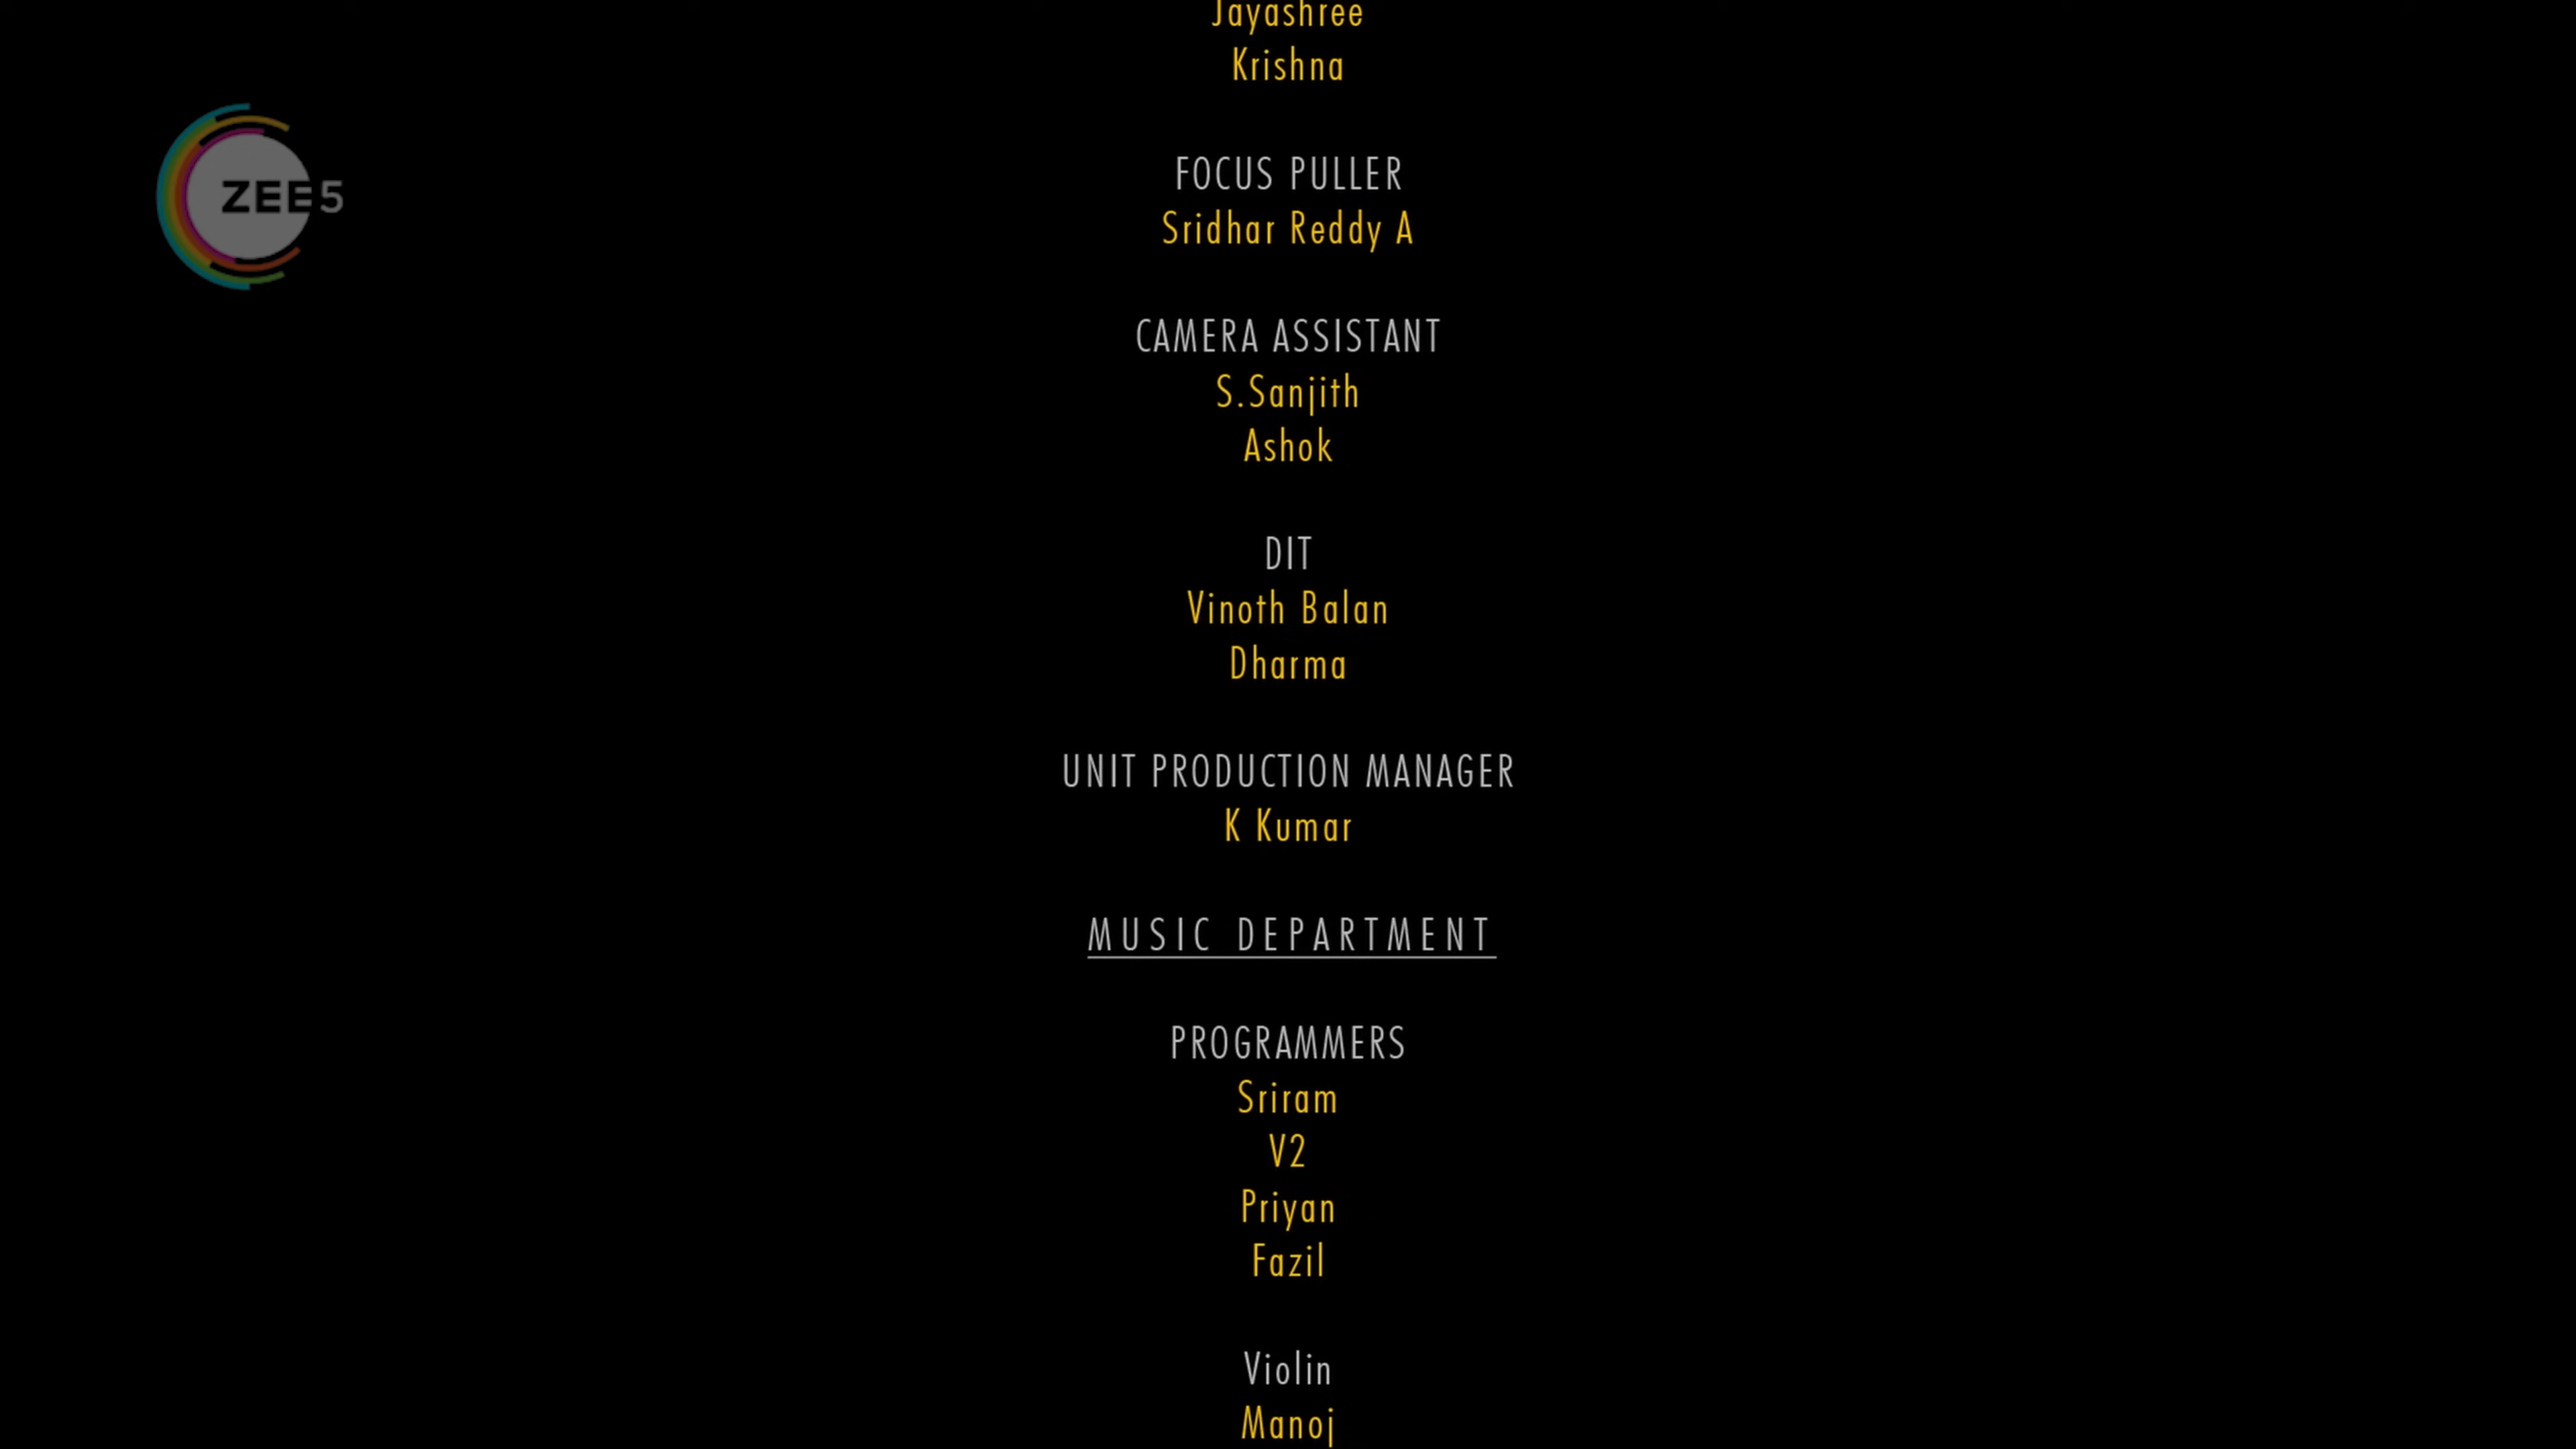 Jayashree
Krishna
ZEE5
FOCUS PULLER
Sridhar Reddy A
CAMERA ASSISTANT
S.Sanjith
Ashok
DIT
Vinoth Balan
Dharma
UNIT PRODUCTION MANAGER
K Kumar
MUSIC DEPARTMENT
PROGRAMMERS
Sriram
V2
Priyan
Fazil
Violin
Manoj